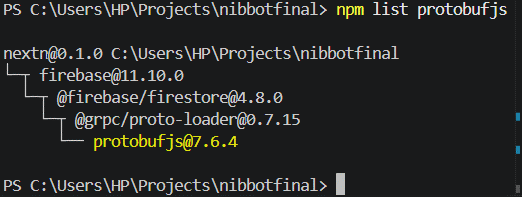 PS C:\Users\HP\Projects\nibbotfinal> npm list protobufjs
nextn@0.1.0 C:\Users\HP\Projects\nibbotfinal
└─┬ firebase@11.10.0
  └─┬ @firebase/firestore@4.8.0
    └─┬ @grpc/proto-loader@0.7.15
      └── protobufjs@7.6.4
PS C:\Users\HP\Projects\nibbotfinal>